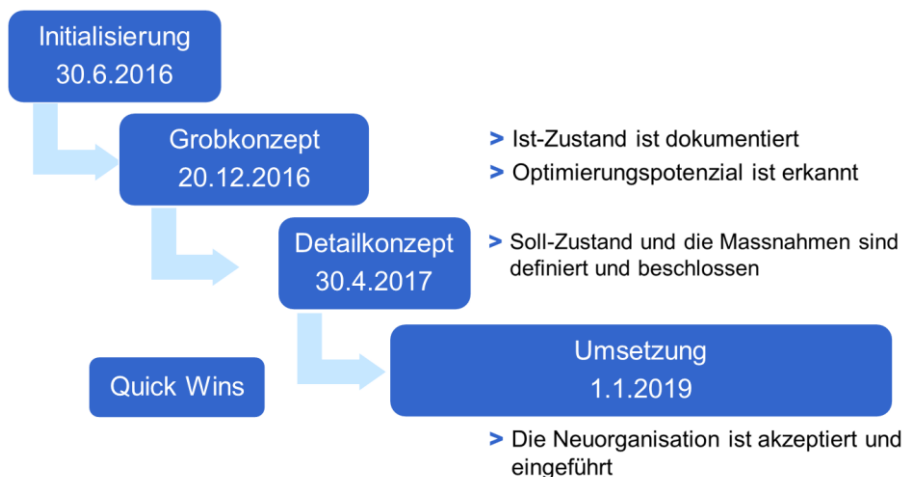 Initialisierung
30.6.2016
Grobkonzept
20.12.2016
> Ist-Zustand ist dokumentiert
> Optimierungspotenzial ist erkannt
Detailkonzept
30.4.2017
> Soll-Zustand und die Massnahmen sind
definiert und beschlossen
Quick Wins
Umsetzung
1.1.2019
> Die Neuorganisation ist akzeptiert und
eingeführt